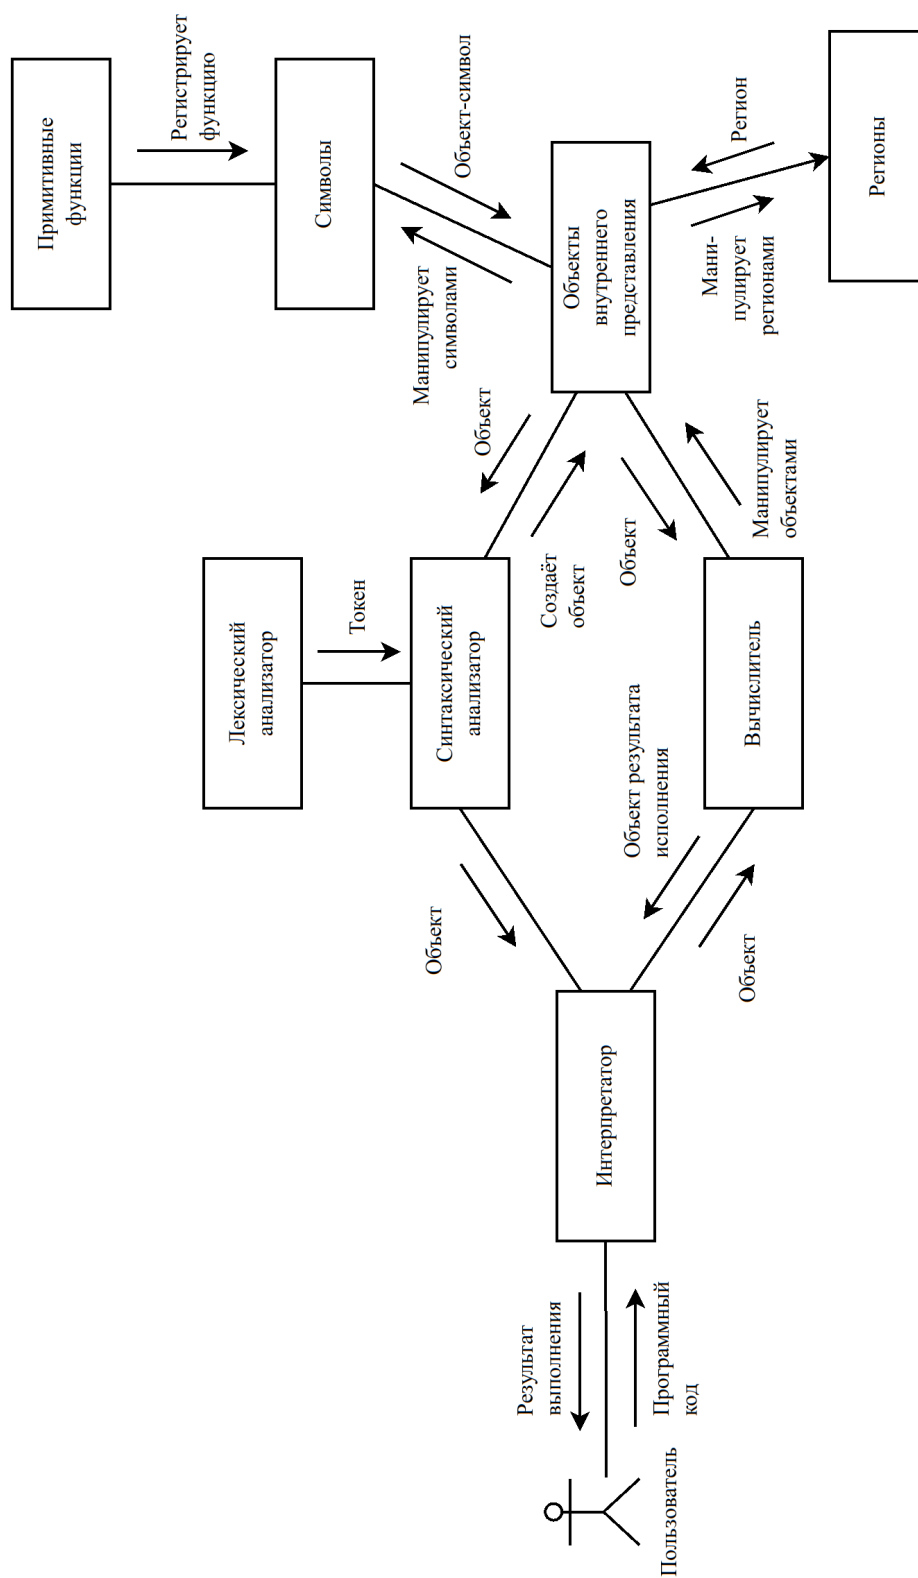 Лексический
анализатор
Примитивные
функции
Токен
Регистрирует
функцию
Объект
Синтаксический
анализатор
Объект
Символы
Результат
выполнения
Манипулирует
символами
Объект-символ
Создаёт
объект
Пользователь
Интерпретатор
Объекты
внутреннего
представления
Программный
код
Объект результата
исполнения
Объект
Мани-
пулирует
регионами
Регион
Объект
Вычислитель
Манипулирует
объектами
Регионы